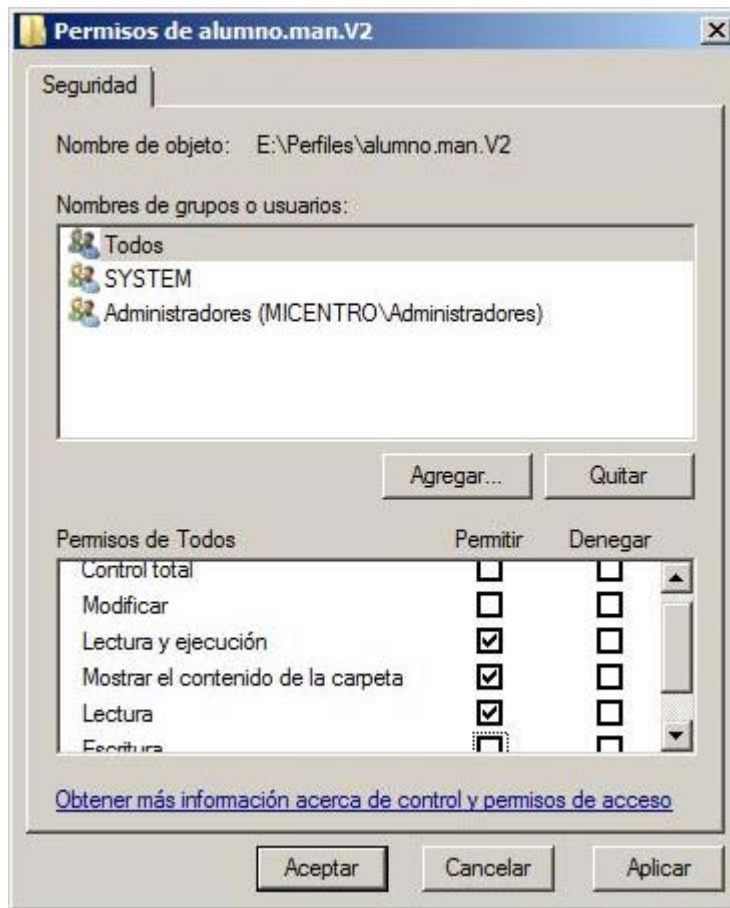 Permisos de alumno.man.V2
Seguridad
Nombre de objeto: E:\Perfiles\alumno.man.V2
Nombres de grupos o usuarios:
Todos
SYSTEM
Administradores (MICENTRO\Administradores)
Agregar... Quitar
Permisos de Todos Permitir Denegar
Control total
Modificar
Lectura y ejecución
Mostrar el contenido de la carpeta
Lectura
Escritura
Obtener más información acerca de control y permisos de acceso
Aceptar Cancelar Aplicar